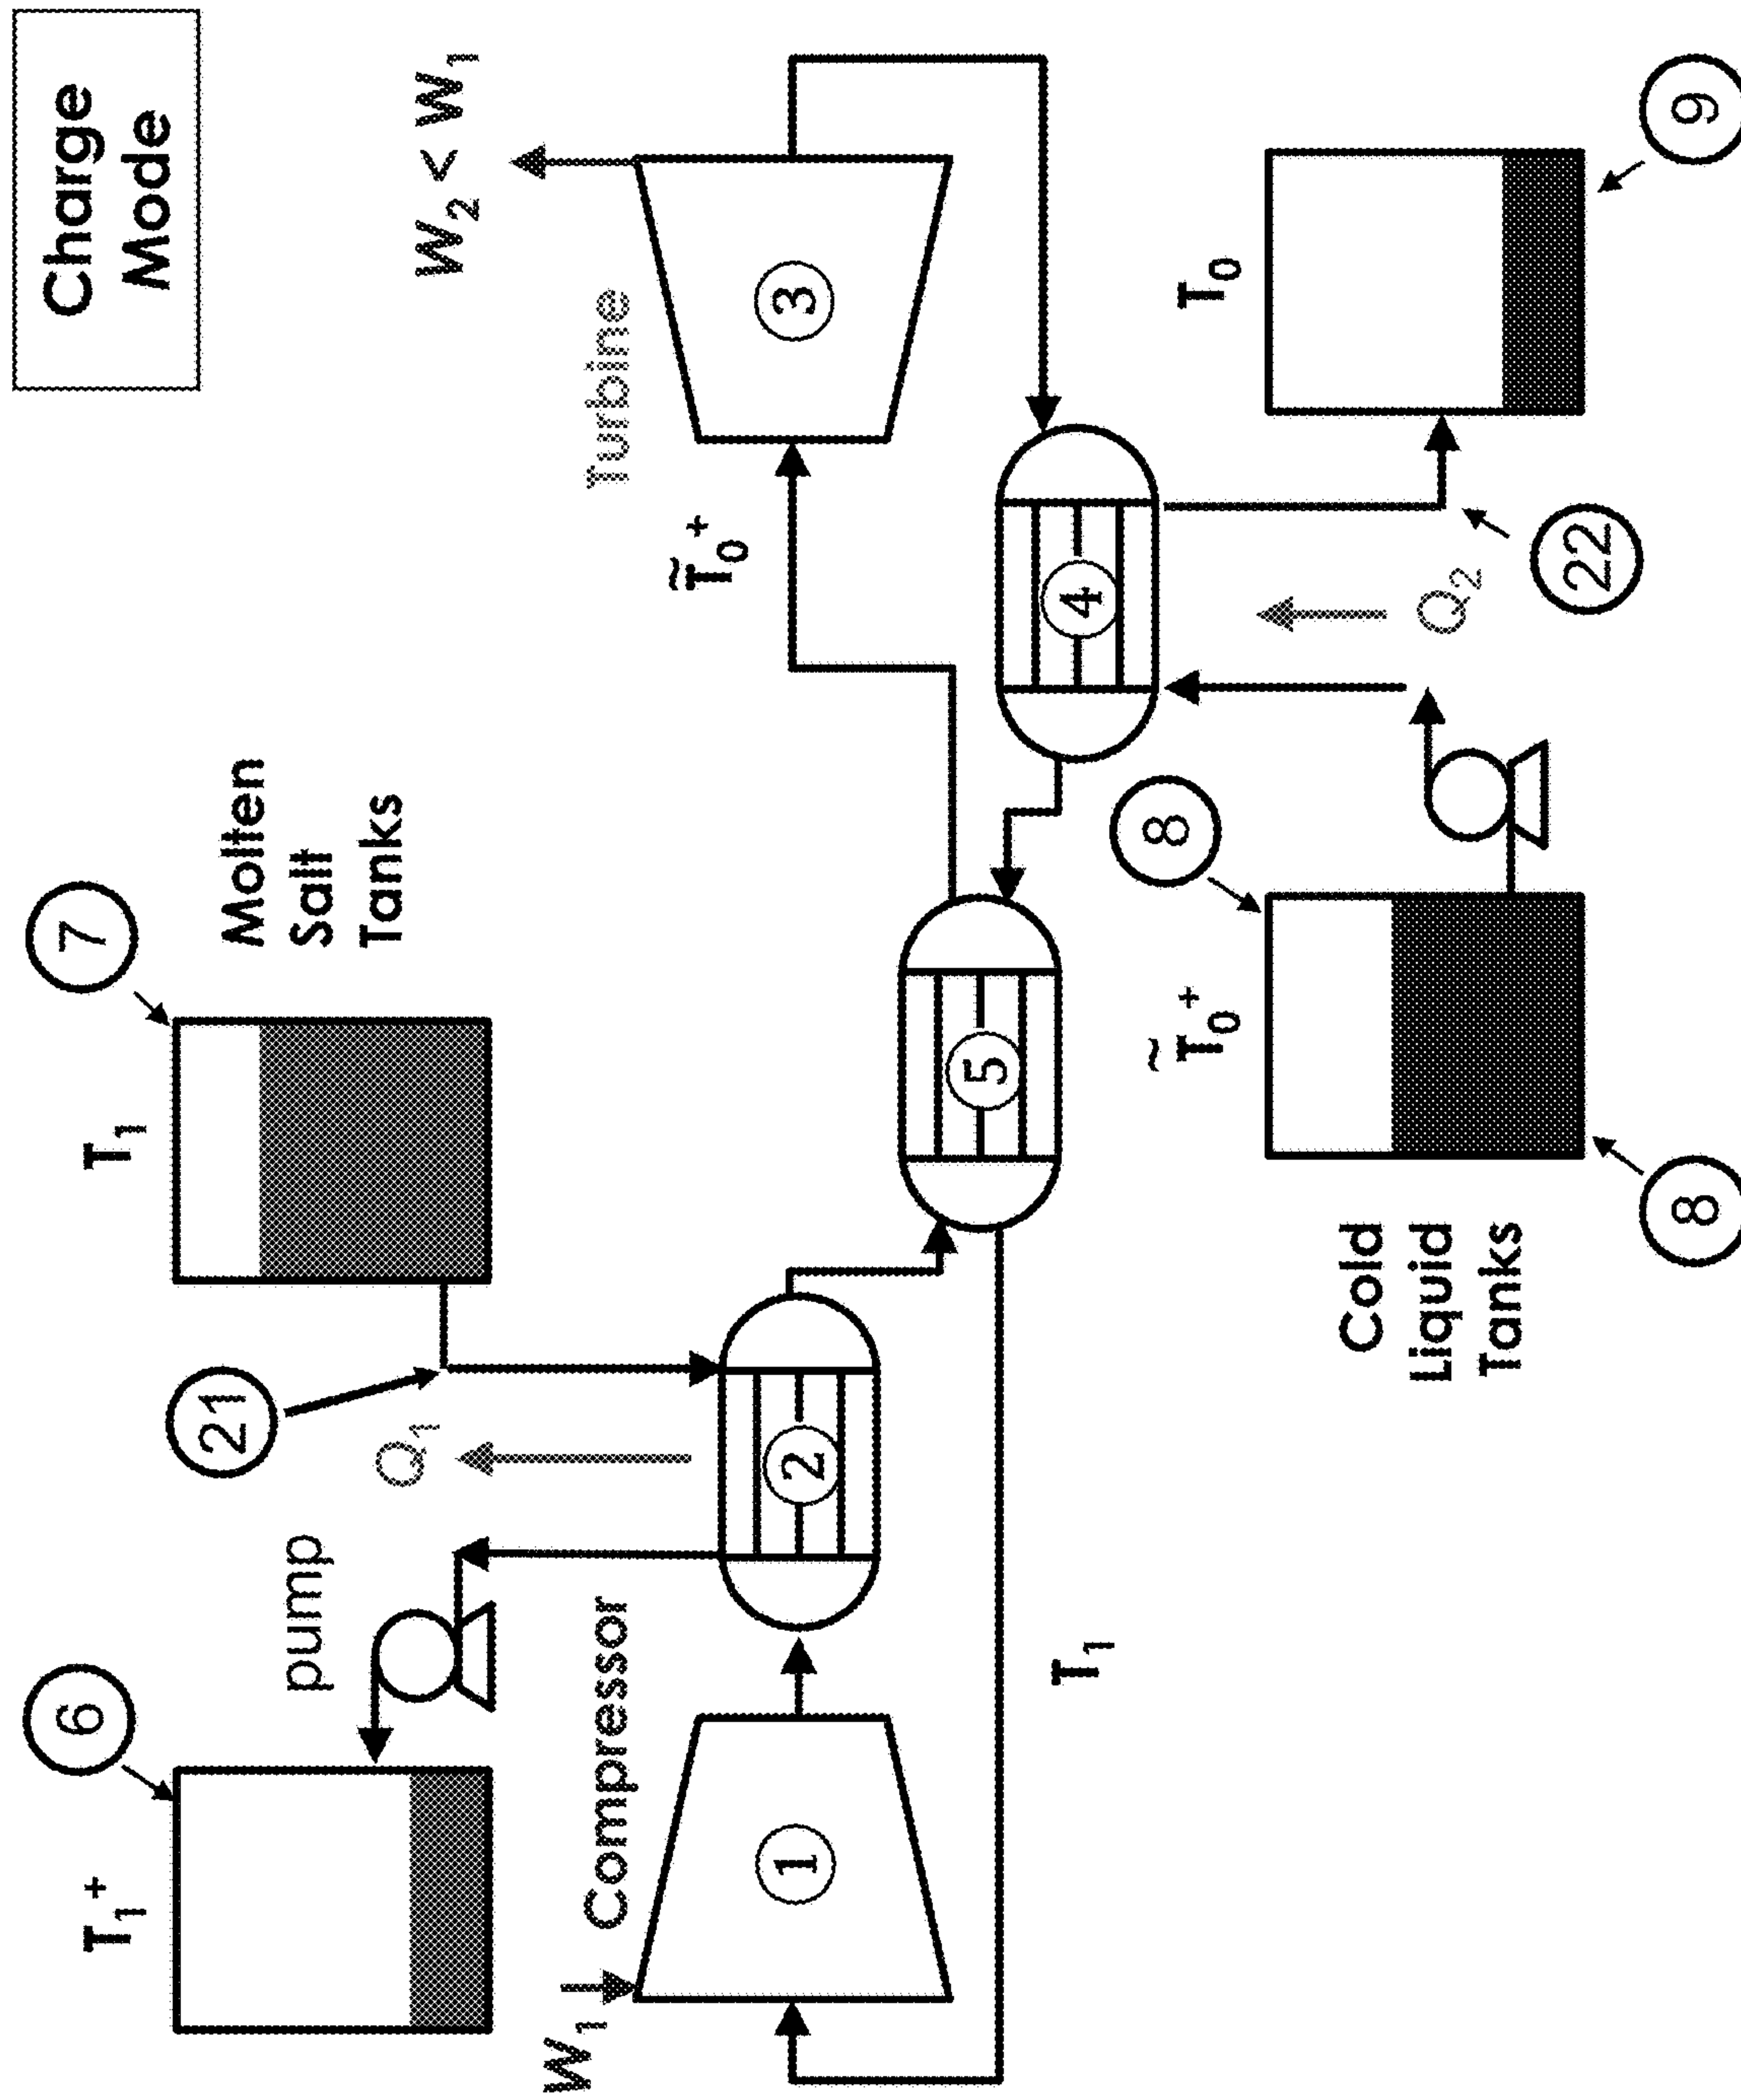 Charge
Mode
6
T₁⁺
21
T₁
7
Molten
Salt
Tanks
pump
Q₁
W₁
Compressor
T̃₀⁺
Turbine
W₂ < W₁
1
2
5
3
4
T₁
Cold
Liquid
Tanks
T̃₀⁺
8
Q₂
T₀
8
22
9